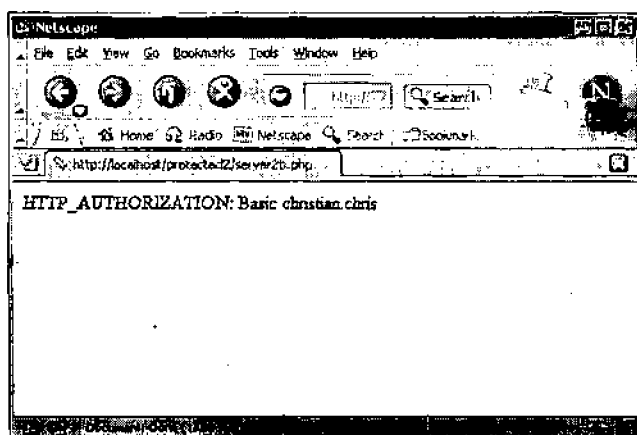 Netscape
File Edit View Go Bookmarks Tools Window Help
Search
Home Radio Netscape Search Bookmark
http://localhost/protected2/server2b.php
HTTP_AUTHORIZATION: Basic christian:chris